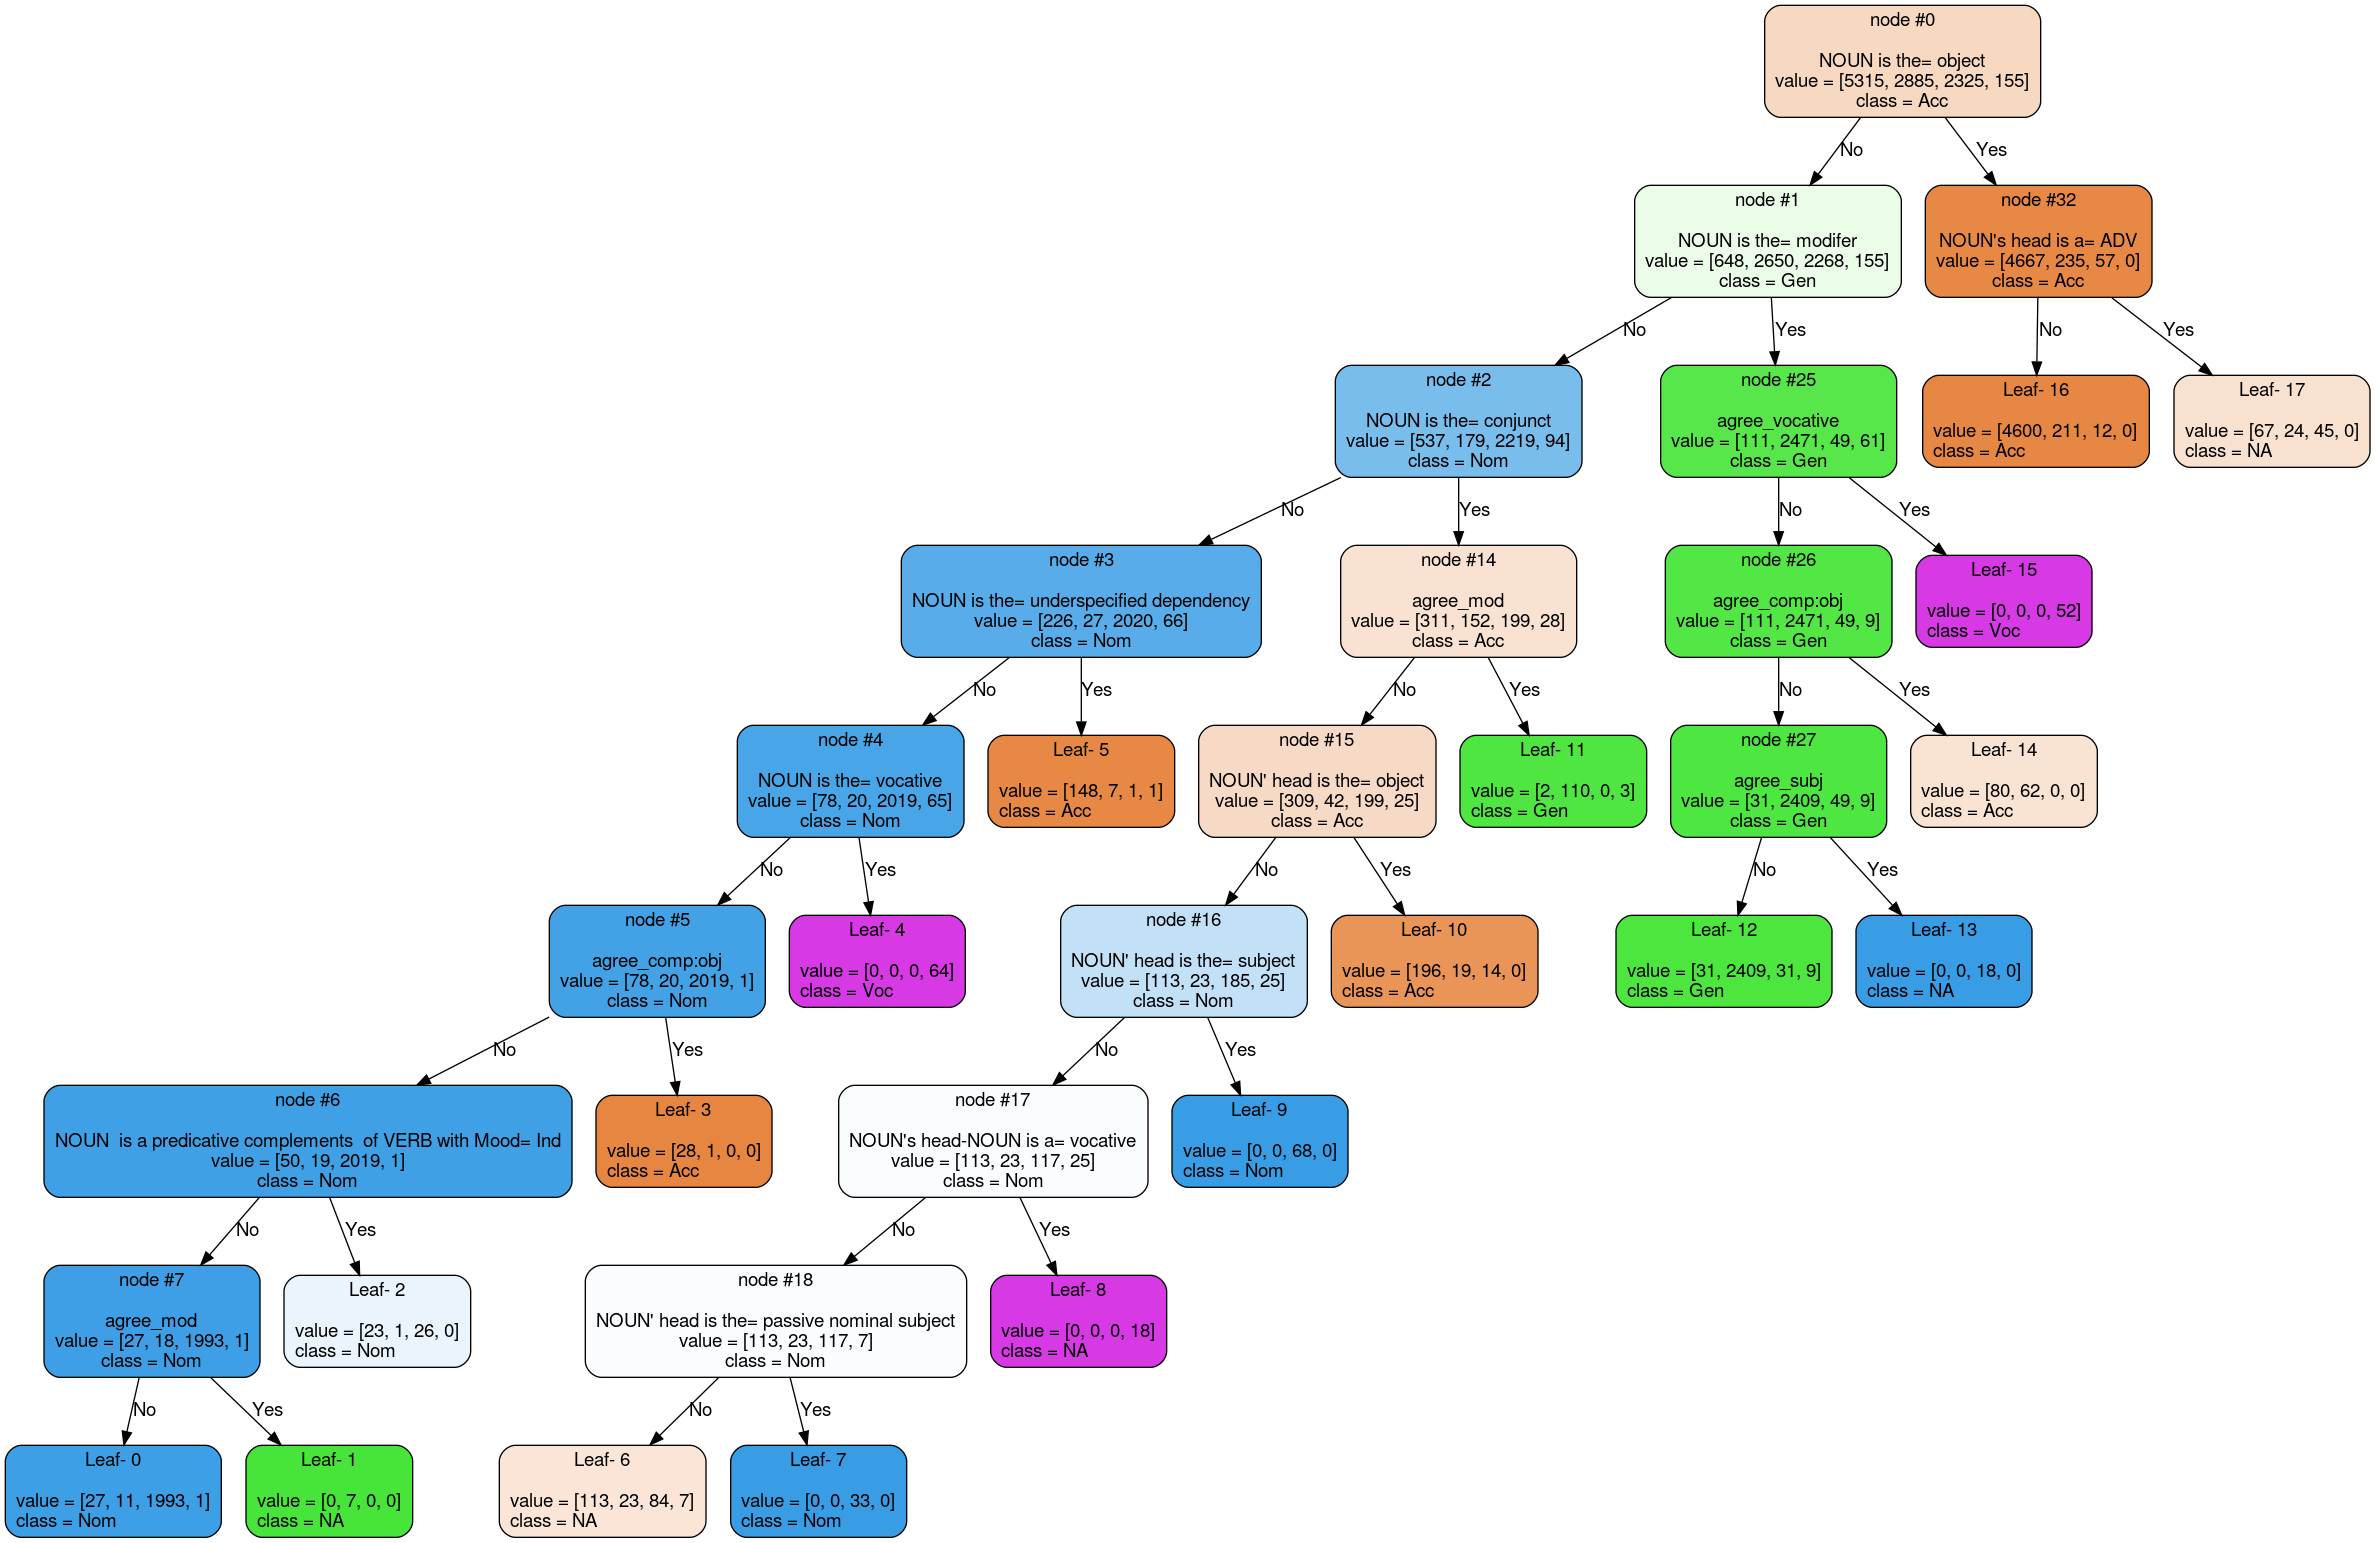 node #0
NOUN is the= object
value = [5315, 2885, 2325, 155]
class = Acc
No
Yes
node #1
NOUN is the= modifer
value = [648, 2650, 2268, 155]
class = Gen
node #32
NOUN's head is a= ADV
value = [4667, 235, 57, 0]
class = Acc
No
Yes
No
Yes
node #2
NOUN is the= conjunct
value = [537, 179, 2219, 94]
class = Nom
node #25
agree_vocative
value = [111, 2471, 49, 61]
class = Gen
Leaf- 16
value = [4600, 211, 12, 0]
class = Acc
Leaf- 17
value = [67, 24, 45, 0]
class = NA
No
Yes
No
Yes
node #3
NOUN is the= underspecified dependency
value = [226, 27, 2020, 66]
class = Nom
node #14
agree_mod
value = [311, 152, 199, 28]
class = Acc
node #26
agree_comp:obj
value = [111, 2471, 49, 9]
class = Gen
Leaf- 15
value = [0, 0, 0, 52]
class = Voc
No
Yes
No
Yes
No
Yes
node #4
NOUN is the= vocative
value = [78, 20, 2019, 65]
class = Nom
Leaf- 5
value = [148, 7, 1, 1]
class = Acc
node #15
NOUN' head is the= object
value = [309, 42, 199, 25]
class = Acc
Leaf- 11
value = [2, 110, 0, 3]
class = Gen
node #27
agree_subj
value = [31, 2409, 49, 9]
class = Gen
Leaf- 14
value = [80, 62, 0, 0]
class = Acc
No
Yes
No
Yes
No
Yes
node #5
agree_comp:obj
value = [78, 20, 2019, 1]
class = Nom
Leaf- 4
value = [0, 0, 0, 64]
class = Voc
node #16
NOUN' head is the= subject
value = [113, 23, 185, 25]
class = Nom
Leaf- 10
value = [196, 19, 14, 0]
class = Acc
Leaf- 12
value = [31, 2409, 31, 9]
class = Gen
Leaf- 13
value = [0, 0, 18, 0]
class = NA
No
Yes
No
Yes
node #6
NOUN  is a predicative complements  of VERB with Mood= Ind
value = [50, 19, 2019, 1]
class = Nom
Leaf- 3
value = [28, 1, 0, 0]
class = Acc
node #17
NOUN's head-NOUN is a= vocative
value = [113, 23, 117, 25]
class = Nom
Leaf- 9
value = [0, 0, 68, 0]
class = Nom
No
Yes
No
Yes
node #7
agree_mod
value = [27, 18, 1993, 1]
class = Nom
Leaf- 2
value = [23, 1, 26, 0]
class = Nom
node #18
NOUN' head is the= passive nominal subject
value = [113, 23, 117, 7]
class = Nom
Leaf- 8
value = [0, 0, 0, 18]
class = NA
No
Yes
No
Yes
Leaf- 0
value = [27, 11, 1993, 1]
class = Nom
Leaf- 1
value = [0, 7, 0, 0]
class = NA
Leaf- 6
value = [113, 23, 84, 7]
class = NA
Leaf- 7
value = [0, 0, 33, 0]
class = Nom